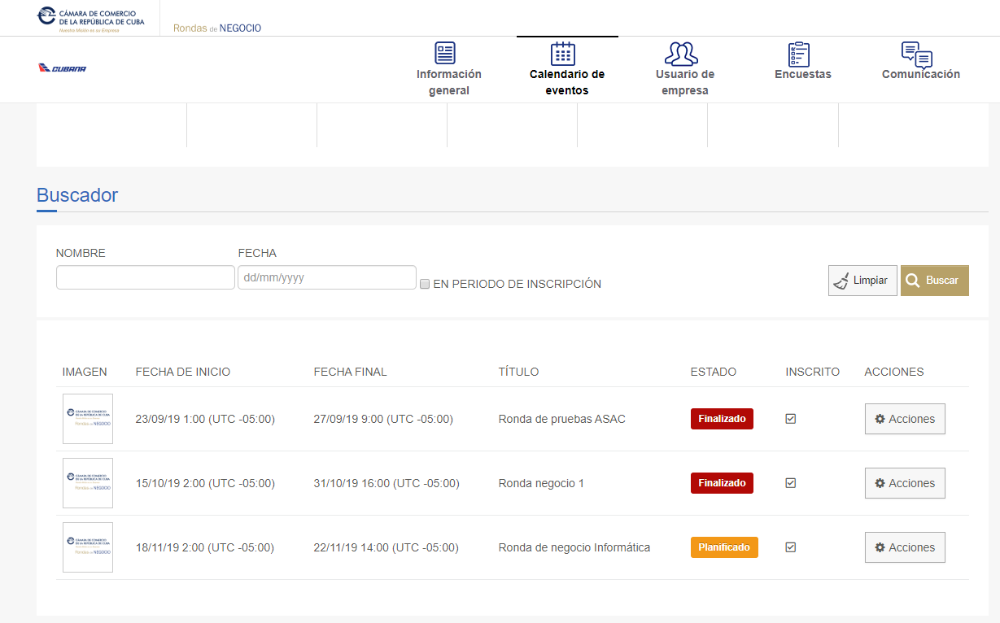 CÁMARA DE COMERCIO
DE LA REPÚBLICA DE CUBA
Nuestra Misión es su Empresa
Rondas de NEGOCIO
CUBANA
Información general
Calendario de eventos
Usuario de empresa
Encuestas
Comunicación
Buscador
NOMBRE
FECHA
dd/mm/yyyy
EN PERIODO DE INSCRIPCIÓN
Limpiar
Buscar
IMAGEN FECHA DE INICIO FECHA FINAL TÍTULO ESTADO INSCRITO ACCIONES
CÁMARA DE COMERCIO
DE LA REPÚBLICA DE CUBA
Rondas de NEGOCIO
23/09/19 1:00 (UTC -05:00) 27/09/19 9:00 (UTC -05:00) Ronda de pruebas ASAC Finalizado Acciones
CÁMARA DE COMERCIO
DE LA REPÚBLICA DE CUBA
Rondas de NEGOCIO
15/10/19 2:00 (UTC -05:00) 31/10/19 16:00 (UTC -05:00) Ronda negocio 1 Finalizado Acciones
CÁMARA DE COMERCIO
DE LA REPÚBLICA DE CUBA
Rondas de NEGOCIO
18/11/19 2:00 (UTC -05:00) 22/11/19 14:00 (UTC -05:00) Ronda de negocio Informática Planificado Acciones